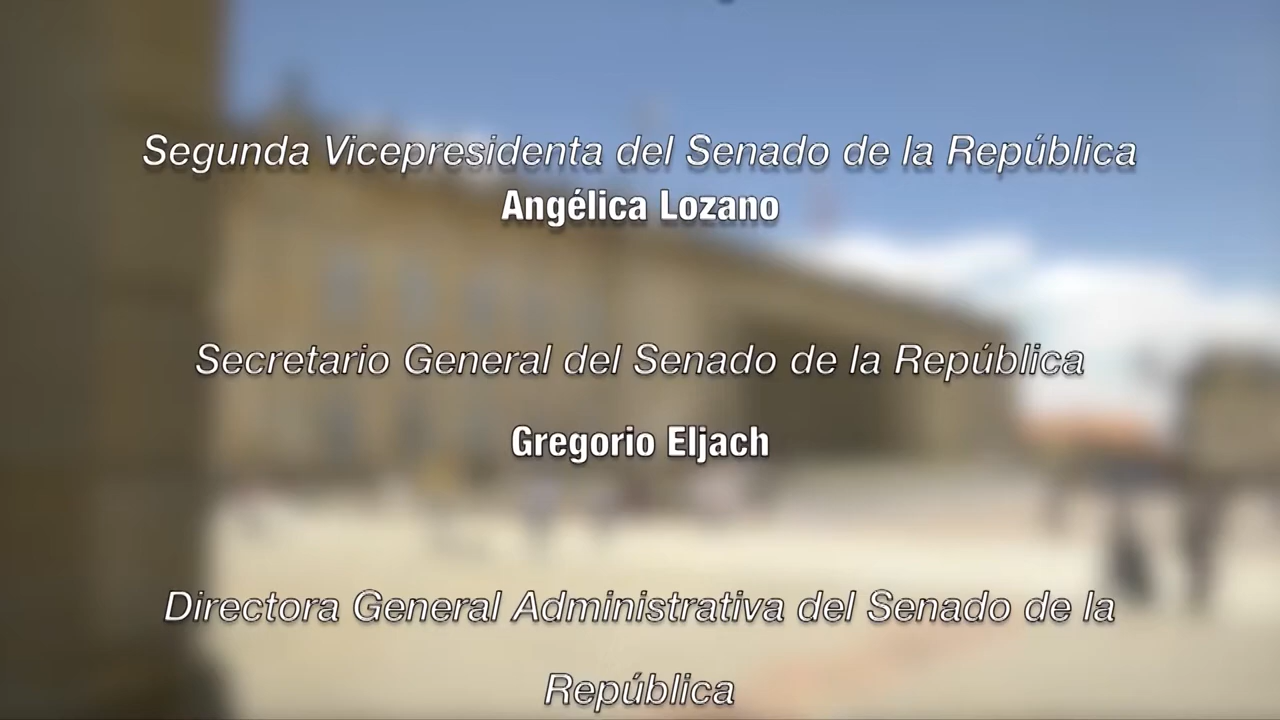 Segunda Vicepresidenta del Senado de la República
Angélica Lozano
Secretario General del Senado de la República
Gregorio Eljach
Directora General Administrativa del Senado de la
República